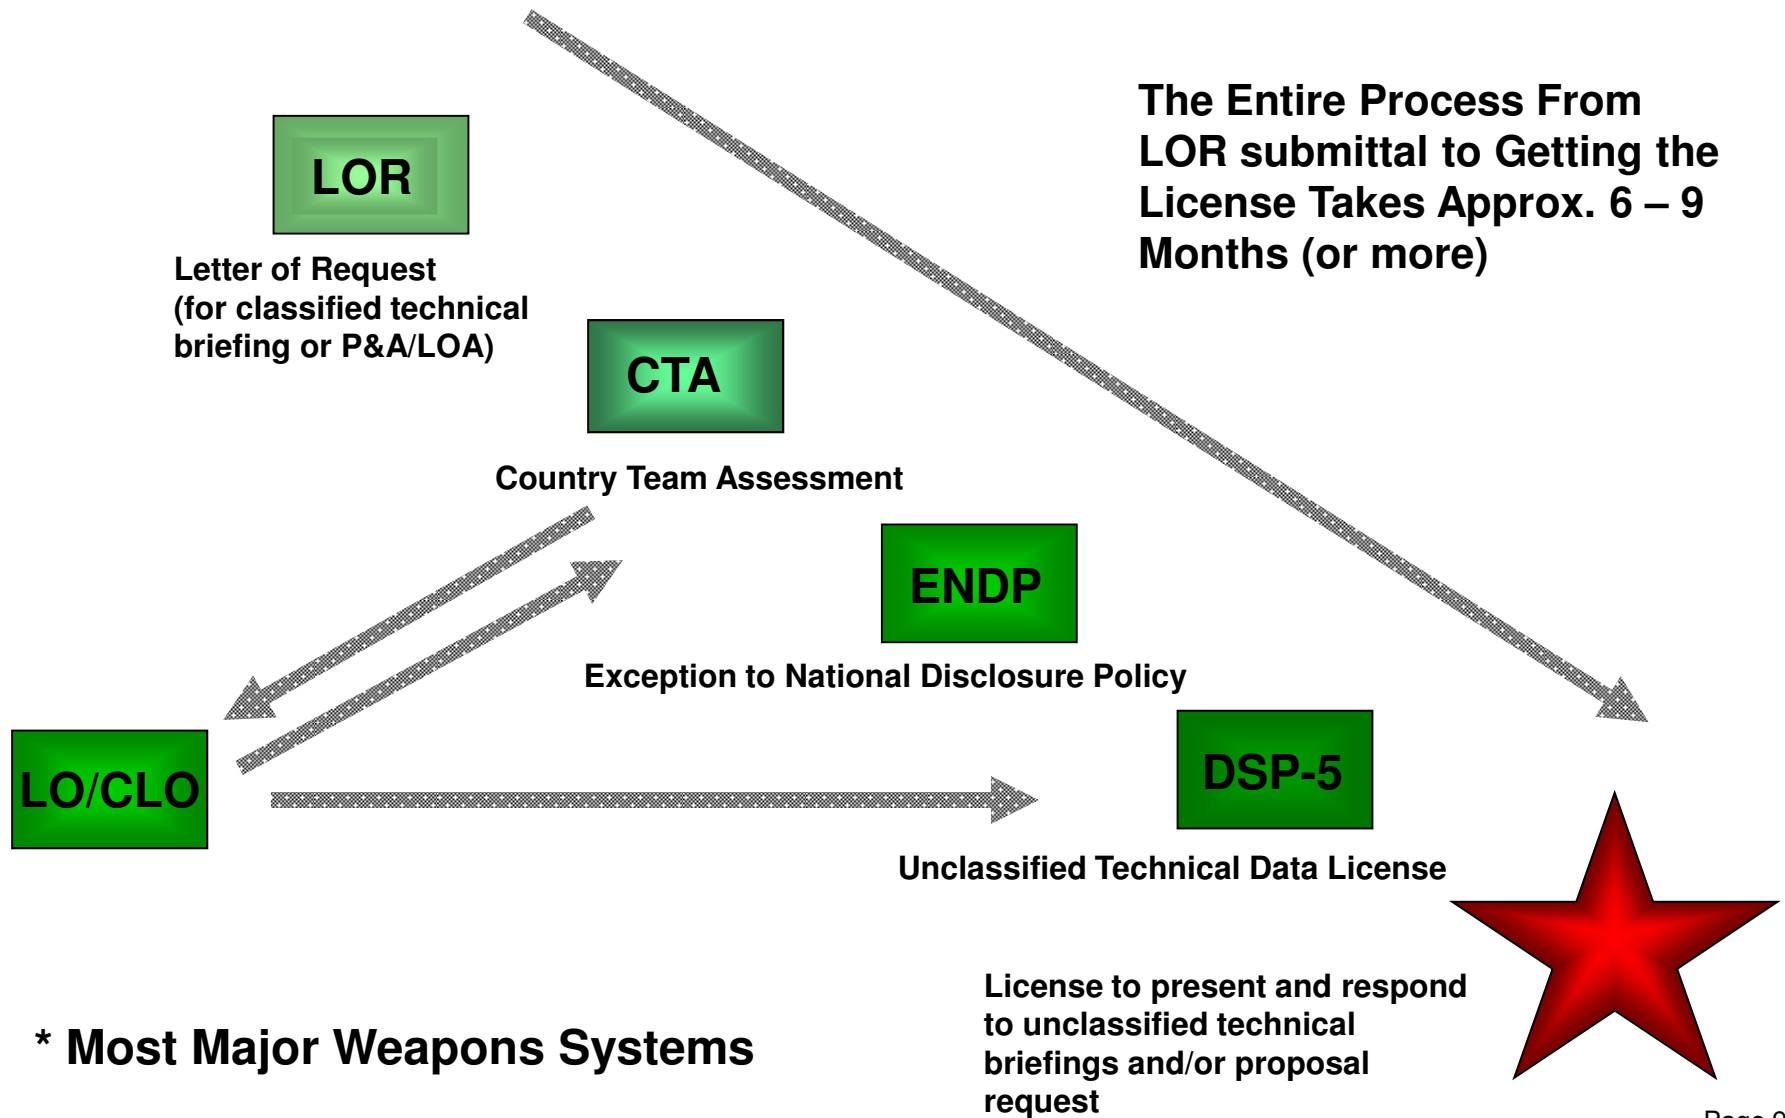 The Entire Process From
LOR submittal to Getting the
License Takes Approx. 6 – 9
Months (or more)
LOR
Letter of Request
(for classified technical
briefing or P&A/LOA)
CTA
Country Team Assessment
ENDP
Exception to National Disclosure Policy
LO/CLO
DSP-5
Unclassified Technical Data License
License to present and respond
to unclassified technical
briefings and/or proposal
request
* Most Major Weapons Systems